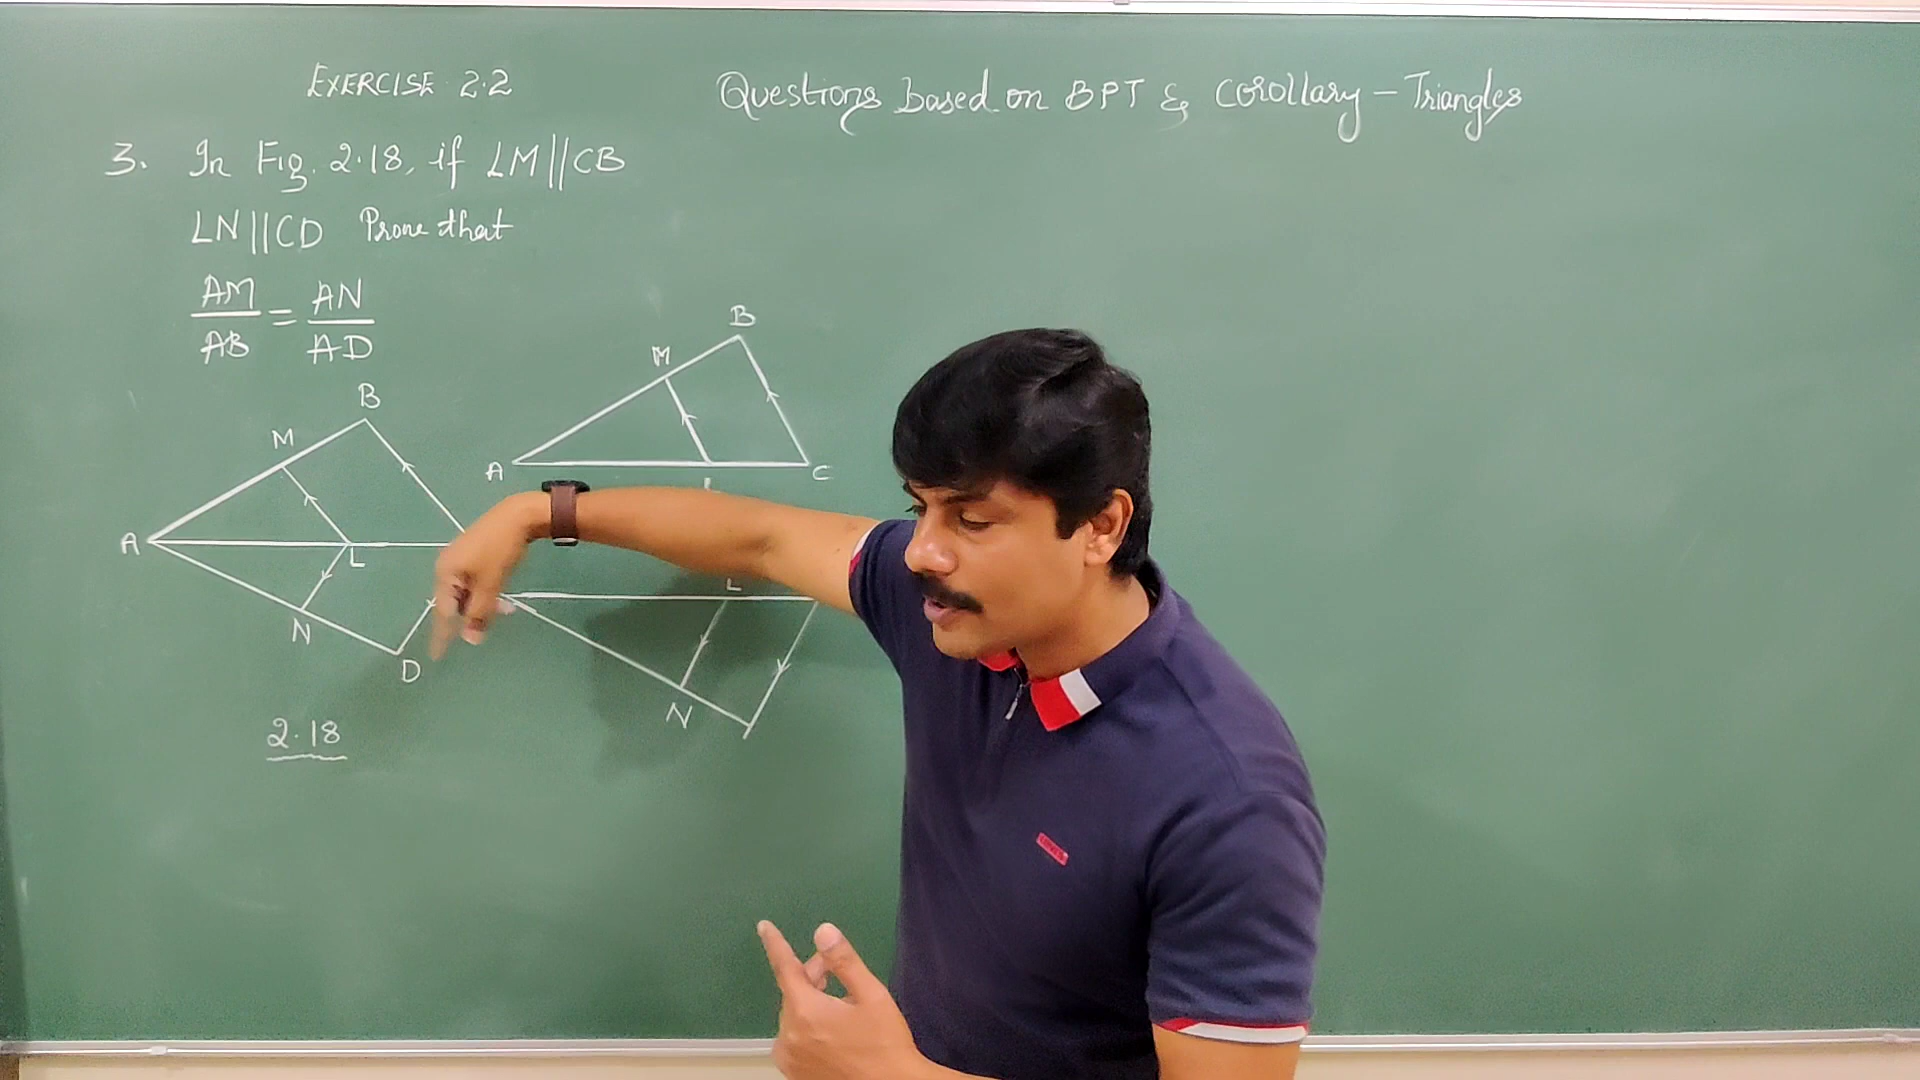 EXERCISE 2.2
Questions based on BPT & Corollary - Triangles
3. In Fig. 2.18, if LM||CB
LN||CD Prove that
AM/AB = AN/AD
B
M
A
L
N
D
2.18
B
M
A
C
L
L
N